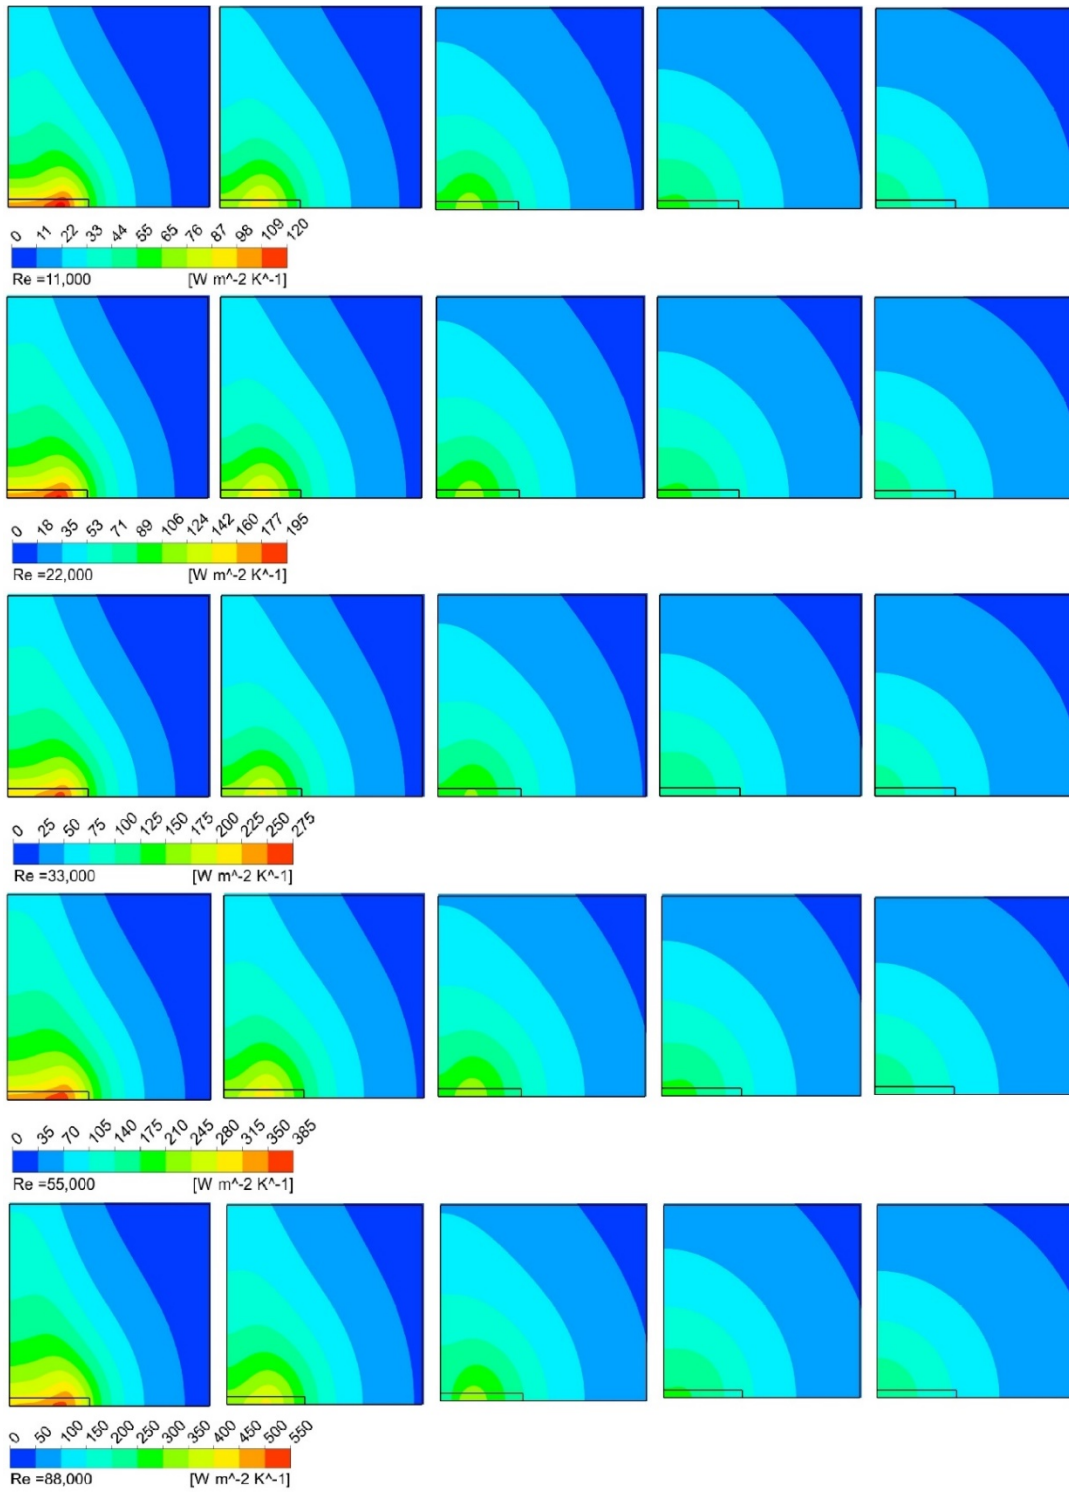 0 11 22 33 44 55 65 76 87 98 109 120
Re =11,000 [W m^-2 K^-1]
0 18 35 53 71 89 106 124 142 160 177 195
Re=22,000 [W m^-2 K^-1]
0 25 50 75 100 125 150 175 200 225 250 275
Re =33,000 [W m^-2 K^-1]
0 35 70 105 140 175 210 245 280 315 350 385
Re=55,000 [W m^-2 K^-1]
0 50 100 150 200 250 300 350 400 450 500 550
Re =88,000 [W m^-2 K^-1]